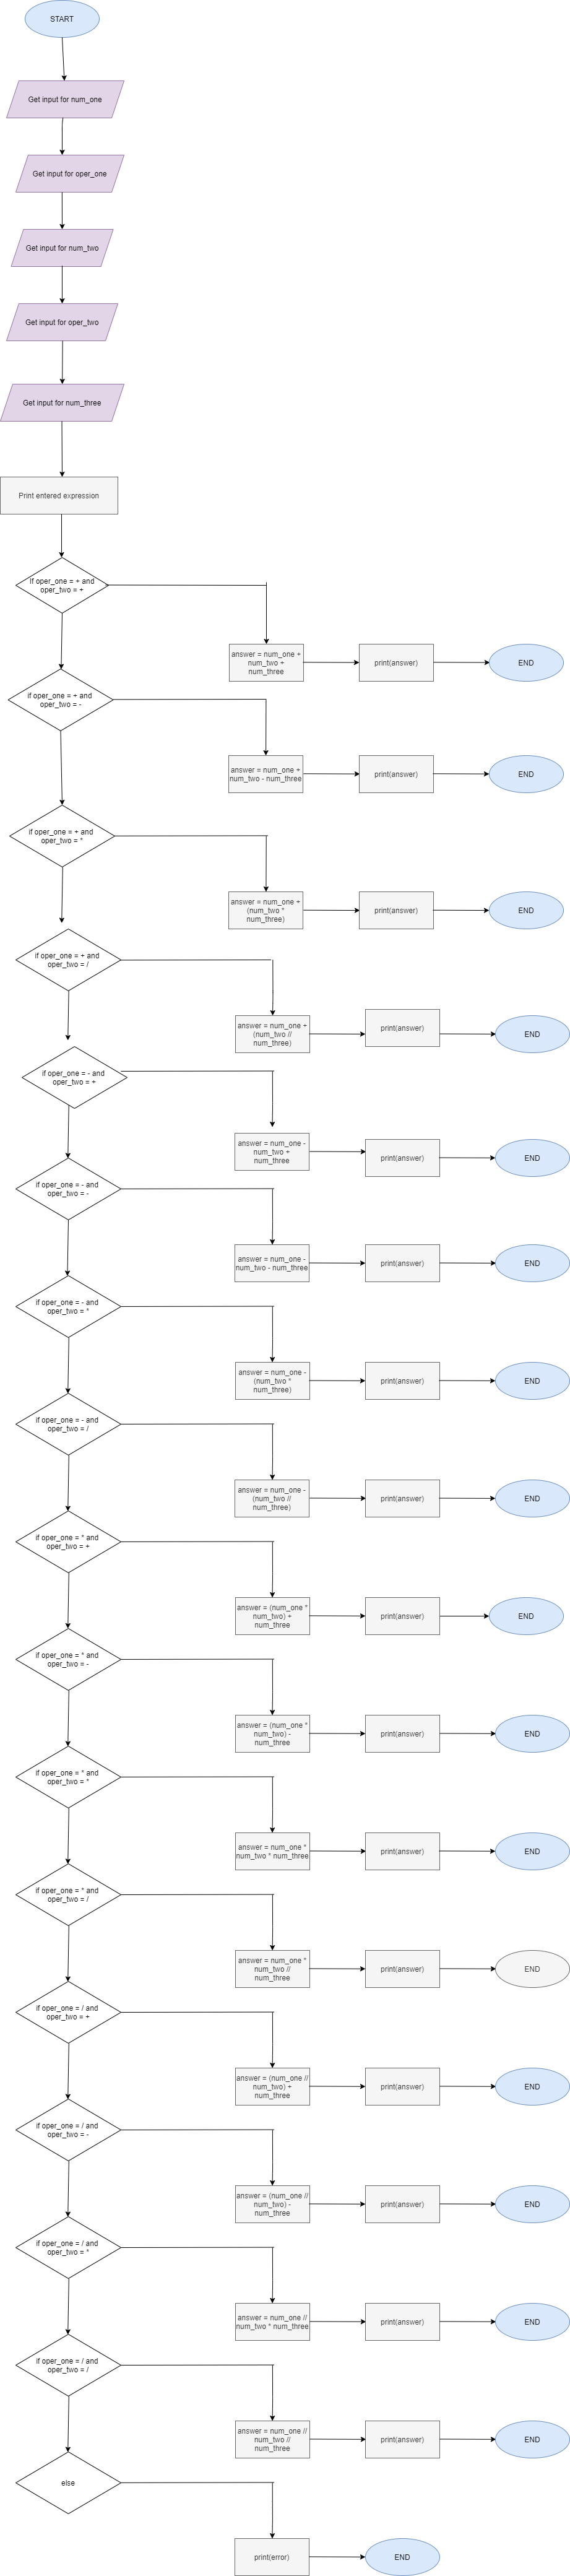 START
Get input for num_one
Get input for oper_one
Get input for num_two
Get input for oper_two
Get input for num_three
Print entered expression
If oper_one = + and
oper_two = +
answer = num_one +
num_two +
num_three
print(answer)
END
if oper_one = + and
oper_two = -
answer = num_one +
num_two - num_three
print(answer)
END
if oper_one = + and
oper_two = *
answer = num_one +
(num_two *
num_three)
print(answer)
END
if oper_one = + and
oper_two = /
answer = num_one +
(num_two //
num_three)
print(answer)
END
if oper_one = - and
oper_two = +
answer = num_one -
num_two +
num_three
print(answer)
END
if oper_one = - and
oper_two = -
answer = num_one -
num_two - num_three
print(answer)
END
if oper_one = - and
oper_two = *
answer = num_one -
(num_two *
num_three)
print(answer)
END
if oper_one = - and
oper_two = /
answer = num_one -
(num_two //
num_three)
print(answer)
END
if oper_one = * and
oper_two = +
answer = (num_one *
num_two) +
num_three
print(answer)
END
if oper_one = * and
oper_two = -
answer = (num_one *
num_two) -
num_three
print(answer)
END
if oper_one = * and
oper_two = *
answer = num_one *
num_two * num_three
print(answer)
END
if oper_one = * and
oper_two = /
answer = num_one *
num_two //
num_three
print(answer)
END
if oper_one = / and
oper_two = +
answer = (num_one //
num_two) +
num_three
print(answer)
END
if oper_one = / and
oper_two = -
answer = (num_one //
num_two) -
num_three
print(answer)
END
if oper_one = / and
oper_two = *
answer = num_one //
num_two * num_three
print(answer)
END
if oper_one = / and
oper_two = /
answer = num_one //
num_two //
num_three
print(answer)
END
else
print(error)
END